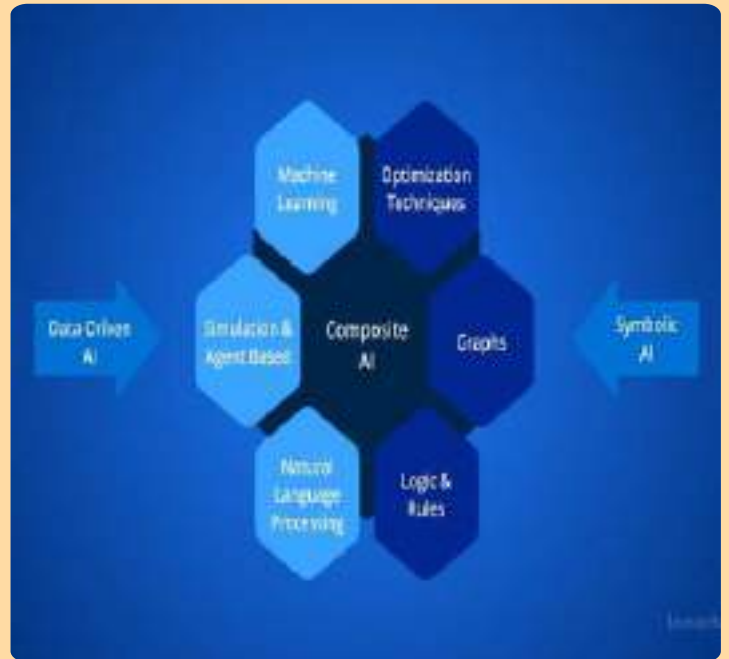 Machine
Learning
Optimization
Techniques
Data-Driven
AI
Simulation &
Agent Based
Composite
AI
Graphs
Symbolic
AI
Natural
Language
Processing
Logic &
Rules